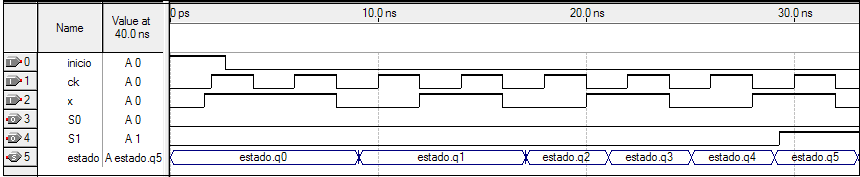 Name Value at 40.0 ns 0 ps 10.0 ns 20.0 ns 30.0 ns
0 inicio A 0
1 ck A 0
2 x A 0
3 S0 A 0
4 S1 A 1
5 estado A estado.q5 estado.q0 estado.q1 estado.q2 estado.q3 estado.q4 estado.q5